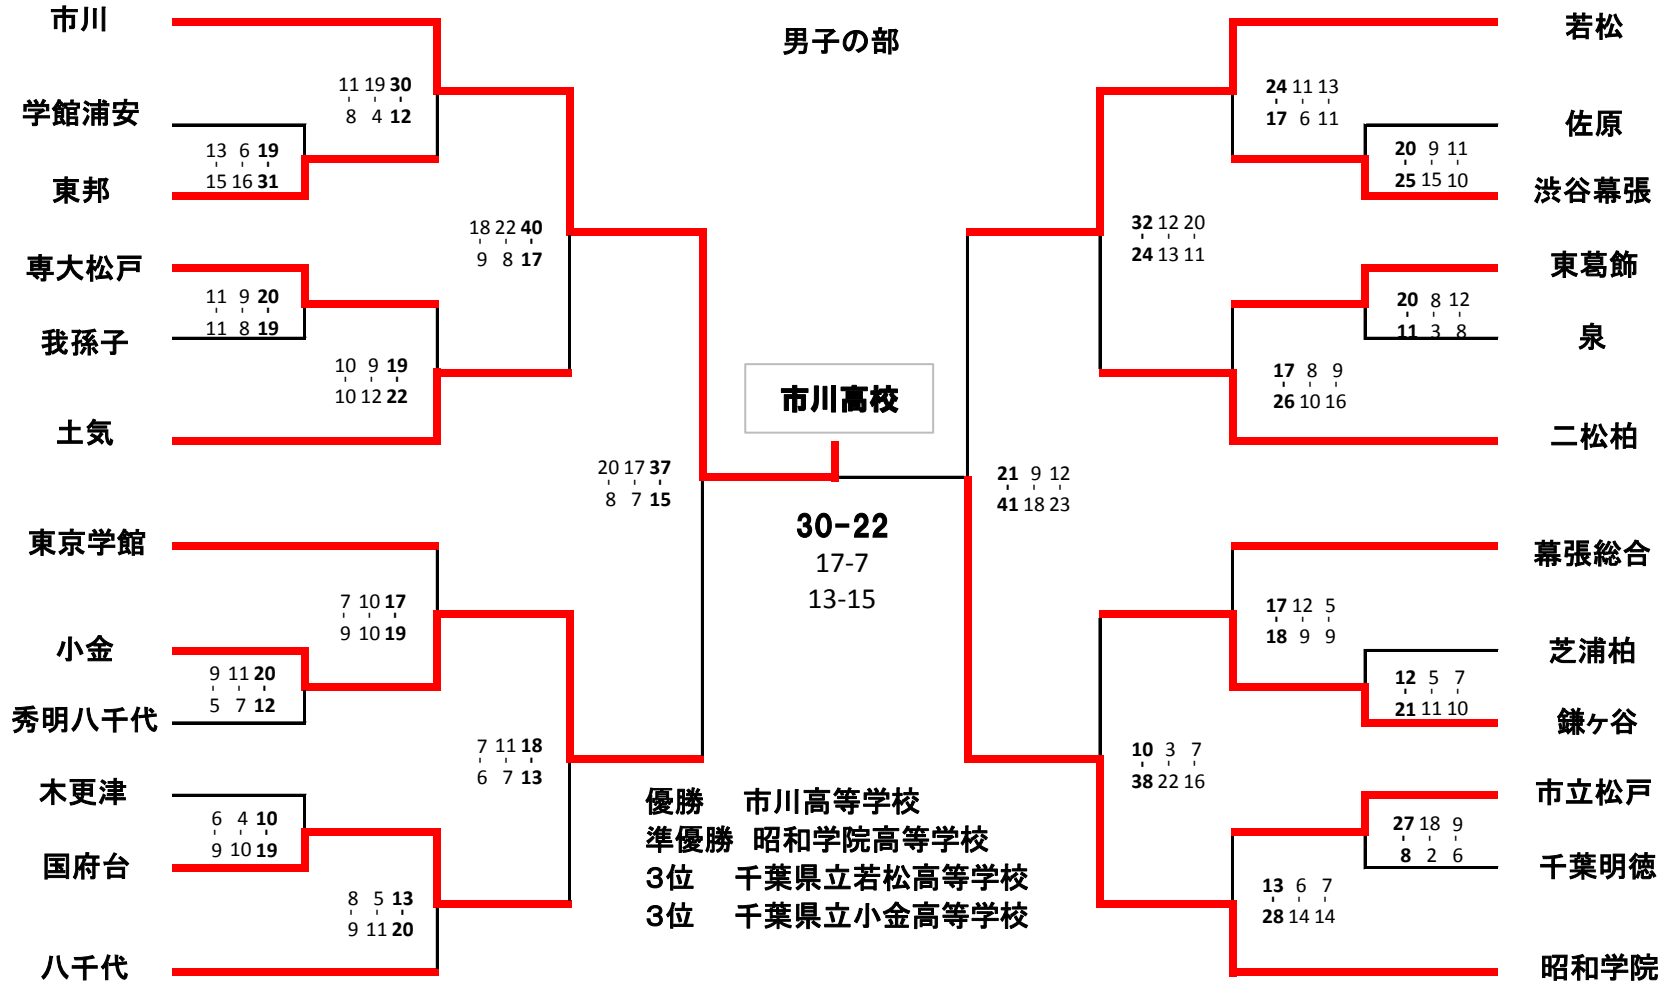 男子の部
市川
学館浦安
東邦
専大松戸
我孫子
土気
東京学館
小金
秀明八千代
木更津
国府台
八千代
11 19 30
8 4 12
13 6 19
15 16 31
18 22 40
9 8 17
11 9 20
11 8 19
10 9 19
10 12 22
20 17 37
8 7 15
7 10 17
9 10 19
9 11 20
5 7 12
7 11 18
6 7 13
6 4 10
9 10 19
8 5 13
9 11 20
市川高校
30-22
17-7
13-15
優勝 市川高等学校
準優勝 昭和学院高等学校
3位 千葉県立若松高等学校
3位 千葉県立小金高等学校
24 11 13
17 6 11
20 9 11
25 15 10
32 12 20
24 13 11
20 8 12
11 3 8
17 8 9
26 10 16
21 9 12
41 18 23
17 12 5
18 9 9
12 5 7
21 11 10
10 3 7
38 22 16
27 18 9
8 2 6
13 6 7
28 14 14
若松
佐原
渋谷幕張
東葛飾
泉
二松柏
幕張総合
芝浦柏
鎌ヶ谷
市立松戸
千葉明徳
昭和学院